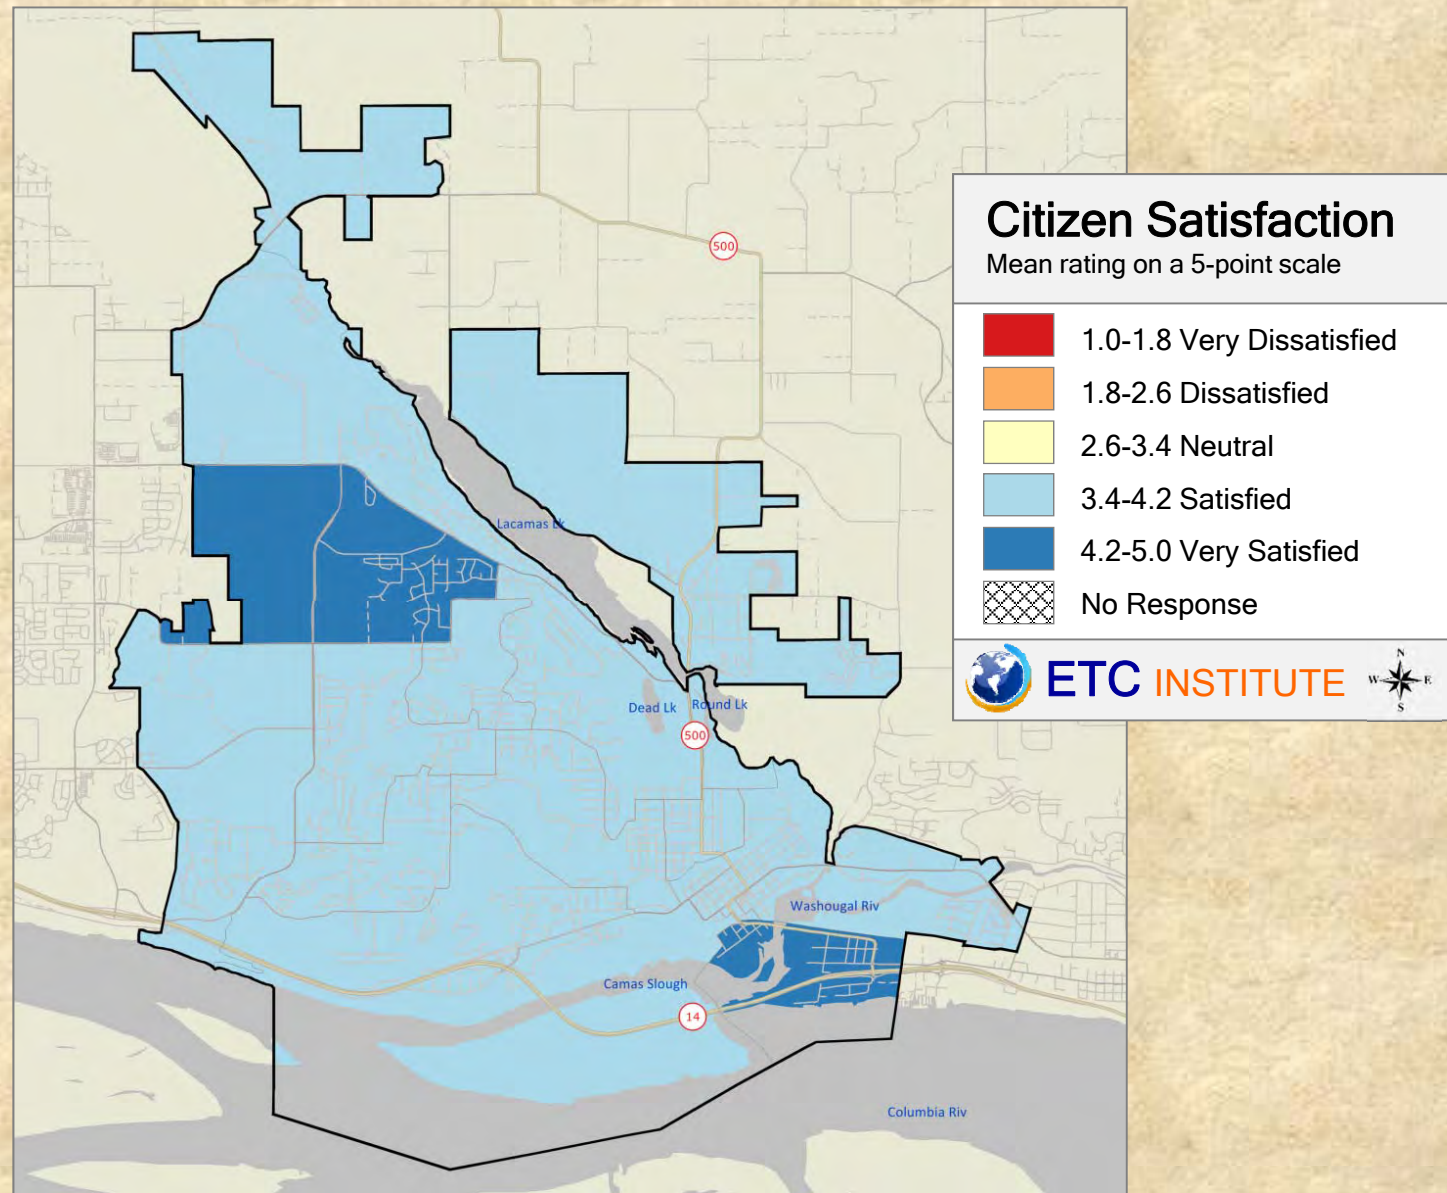 500
Lacamas Lk
Dead Lk
Round Lk
500
Washougal Riv
Camas Slough
14
Columbia Riv
Citizen Satisfaction
Mean rating on a 5-point scale
1.0-1.8 Very Dissatisfied
1.8-2.6 Dissatisfied
2.6-3.4 Neutral
3.4-4.2 Satisfied
4.2-5.0 Very Satisfied
No Response
ETC INSTITUTE
N
W E
S